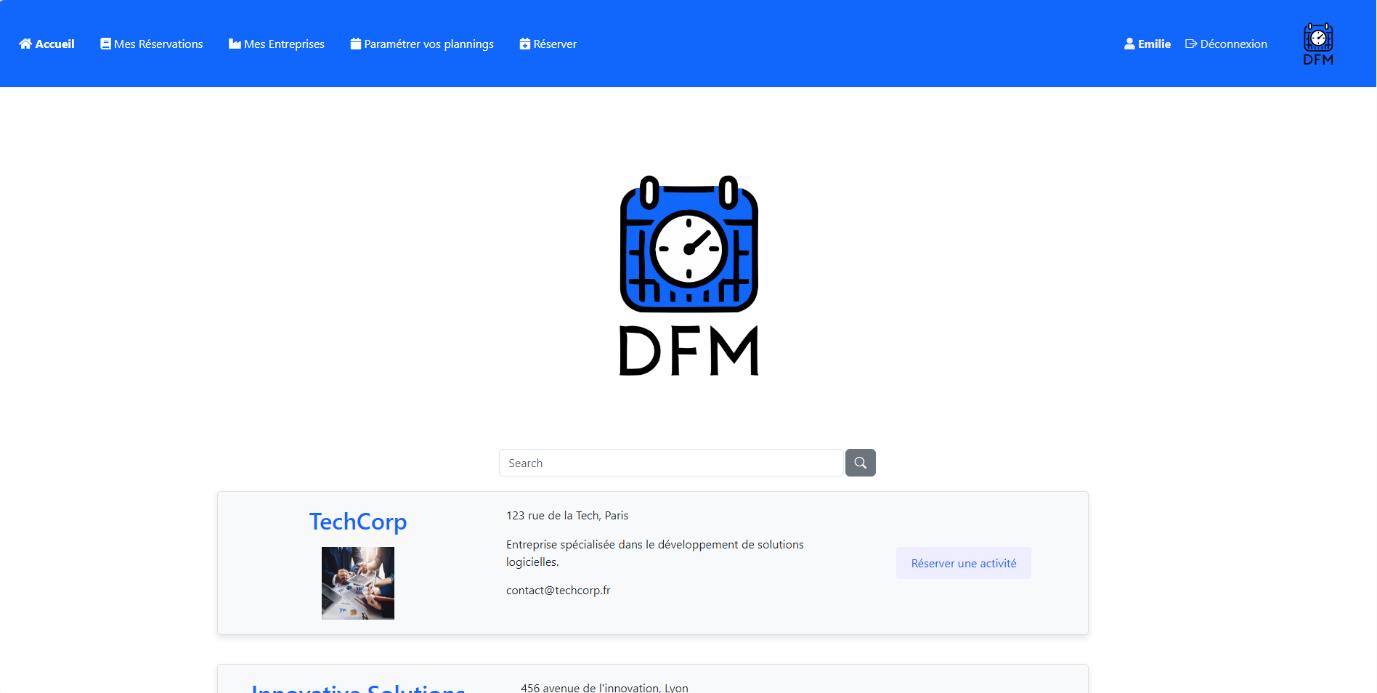 Accueil Mes Réservations Mes Entreprises Paramétrer vos plannings Réserver Emilie Déconnexion DFM
DFM
Search
TechCorp
123 rue de la Tech, Paris
Entreprise spécialisée dans le développement de solutions
logicielles.
contact@techcorp.fr
Réserver une activité
Innovative Solutions
456 avenue de l'innovation, Lyon